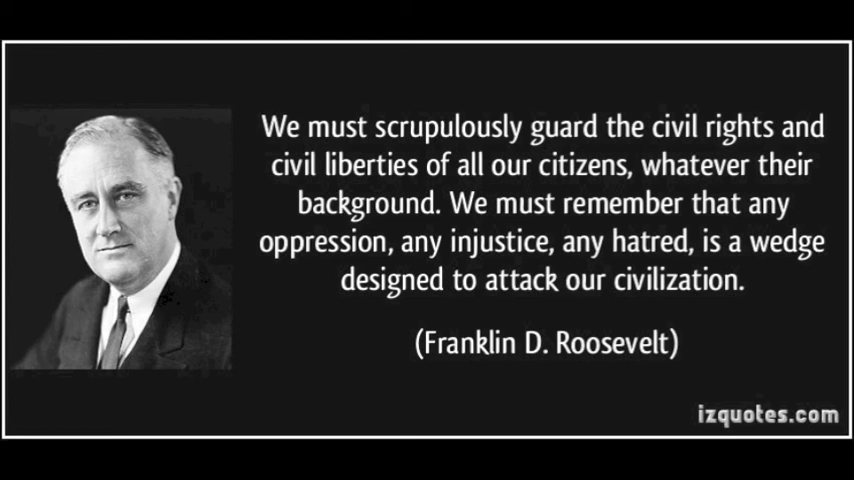 We must scrupulously guard the civil rights and
civil liberties of all our citizens, whatever their
background. We must remember that any
oppression, any injustice, any hatred, is a wedge
designed to attack our civilization.
(Franklin D. Roosevelt)
izquotes.com